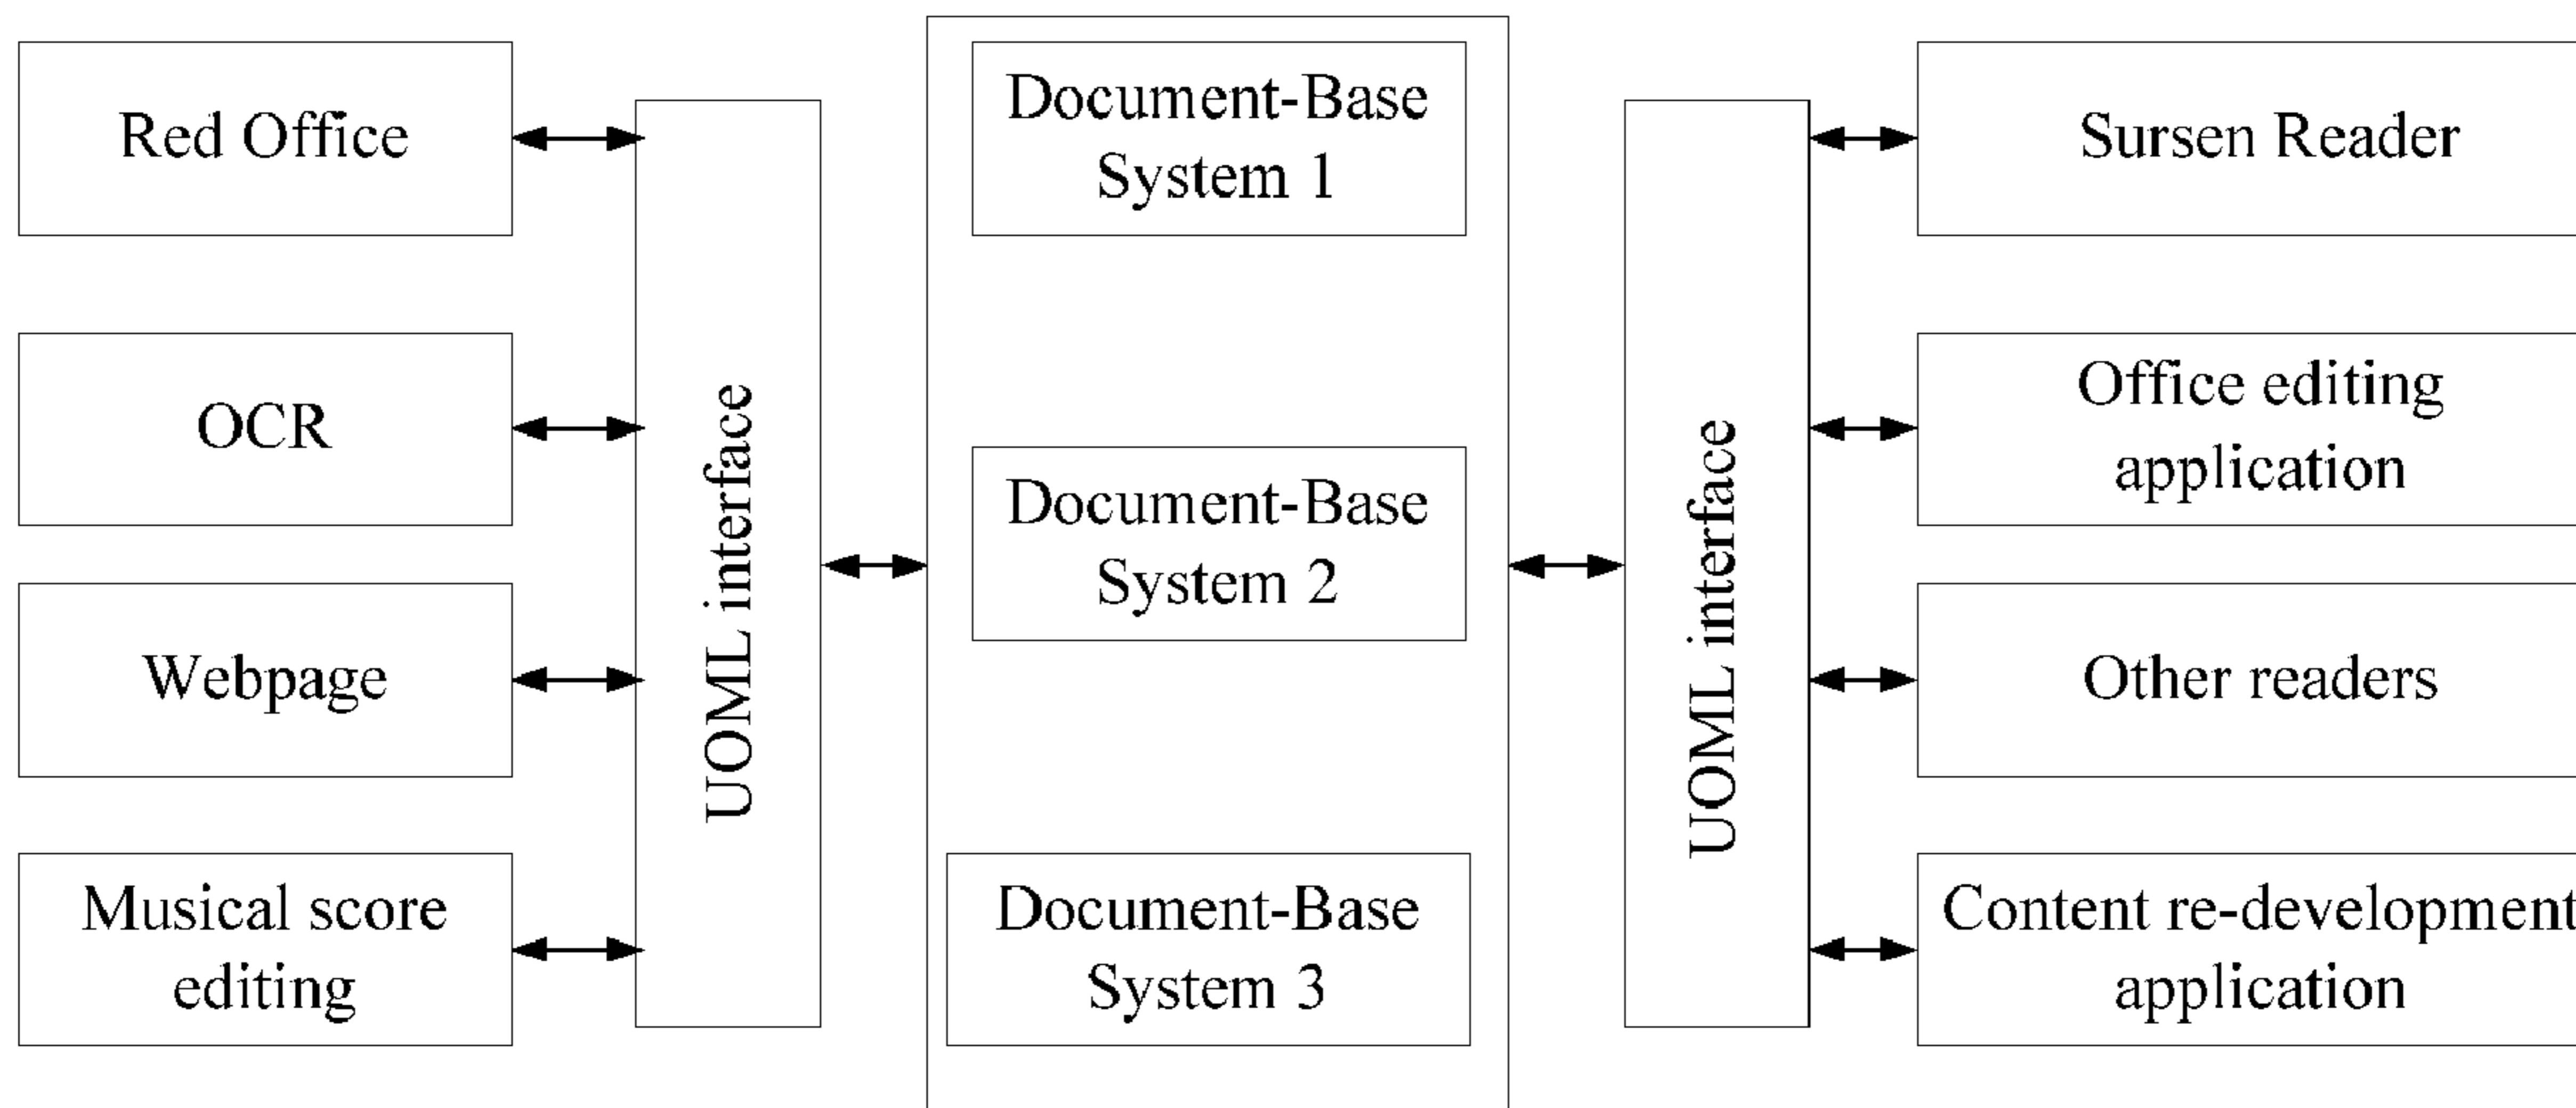 Red Office
OCR
Webpage
Musical score
editing
UOML interface
Document-Base
System 1
Document-Base
System 2
Document-Base
System 3
UOML interface
Sursen Reader
Office editing
application
Other readers
Content re-development
application